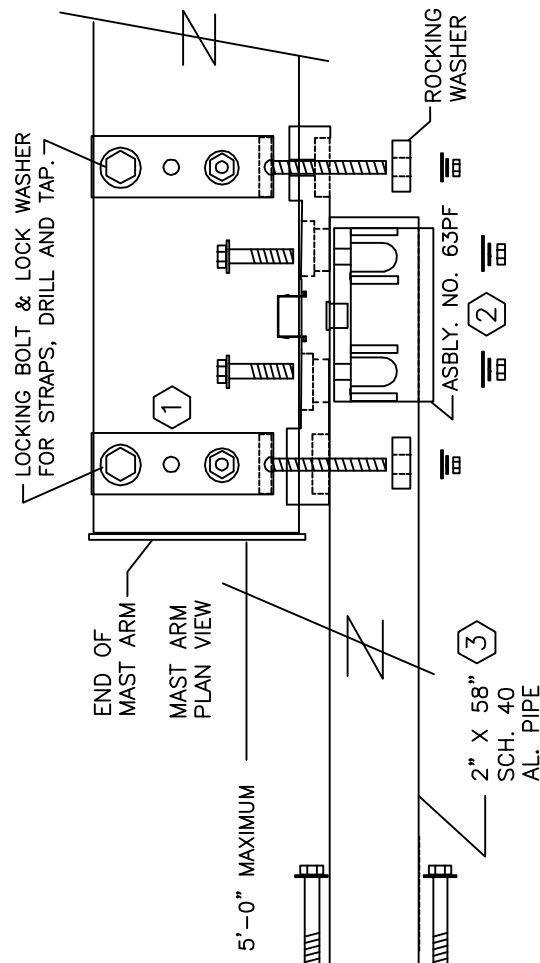 LOCKING BOLT & LOCK WASHER
FOR STRAPS, DRILL AND TAP.
ROCKING
WASHER
1
ASBLY. NO. 63PF
2
END OF
MAST ARM
MAST ARM
PLAN VIEW
5'-0" MAXIMUM
3
2" X 58"
SCH. 40
AL. PIPE